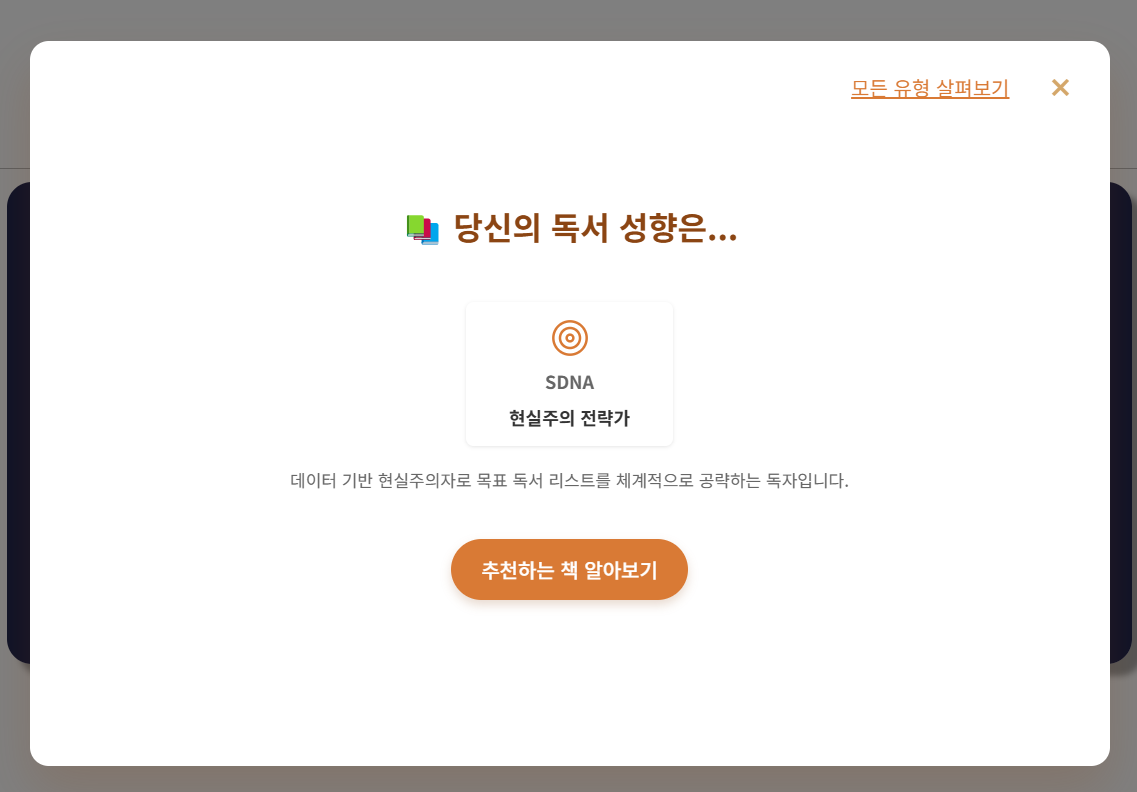 모든 유형 살펴보기
당신의 독서 성향은...
SDNA
현실주의 전략가
데이터 기반 현실주의자로 목표 독서 리스트를 체계적으로 공략하는 독자입니다.
추천하는 책 알아보기